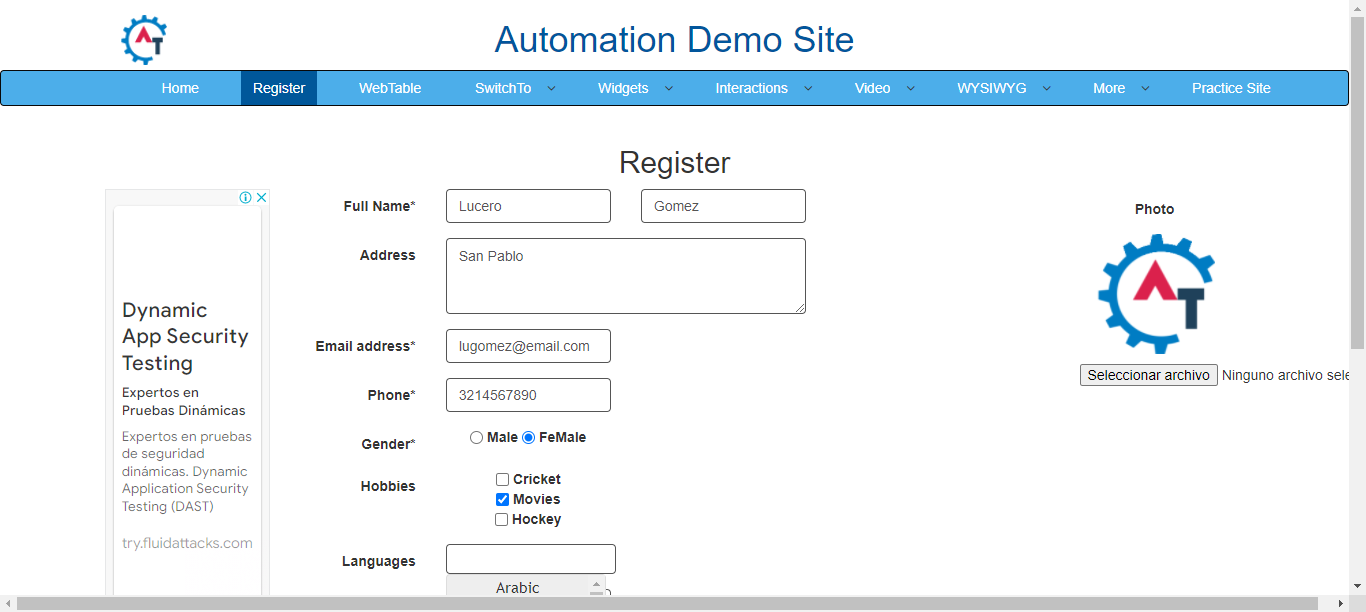 AT
Automation Demo Site
Home Register WebTable SwitchTo Widgets Interactions Video WYSIWYG More Practice Site
Register
Full Name* Lucero Gomez
Photo
Address San Pablo
AT
Email address* lugomez@email.com
Seleccionar archivo Ninguno archivo sele
Phone* 3214567890
Gender* Male FeMale
Hobbies Cricket
Movies
Hockey
Languages
Arabic
Dynamic
App Security
Testing
Expertos en
Pruebas Dinámicas
Expertos en pruebas
de seguridad
dinámicas. Dynamic
Application Security
Testing (DAST)
try.fluidattacks.com